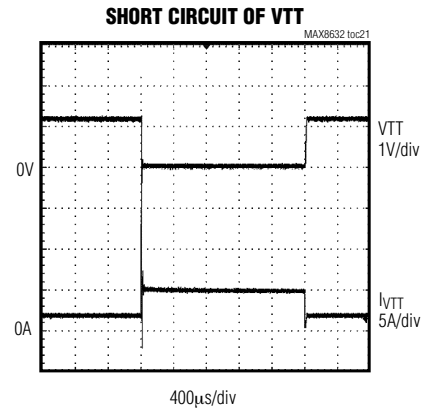 SHORT CIRCUIT OF VTT
MAX8632 toc21
VTT
1V/div
0V
IVTT
5A/div
0A
400µs/div